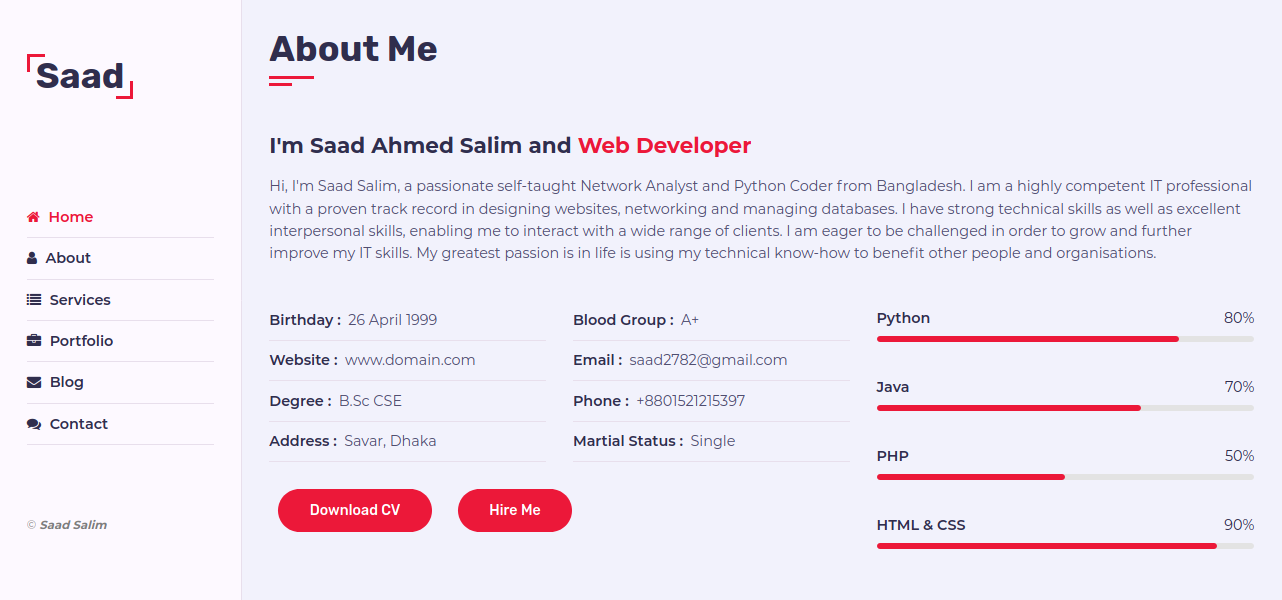 Saad
Home
About
Services
Portfolio
Blog
Contact
© Saad Salim
About Me
I'm Saad Ahmed Salim and Web Developer
Hi, I'm Saad Salim, a passionate self-taught Network Analyst and Python Coder from Bangladesh. I am a highly competent IT professional
with a proven track record in designing websites, networking and managing databases. I have strong technical skills as well as excellent
interpersonal skills, enabling me to interact with a wide range of clients. I am eager to be challenged in order to grow and further
improve my IT skills. My greatest passion is in life is using my technical know-how to benefit other people and organisations.
Birthday : 26 April 1999
Website : www.domain.com
Degree : B.Sc CSE
Address : Savar, Dhaka
Blood Group : A+
Email : saad2782@gmail.com
Phone : +8801521215397
Martial Status : Single
Download CV
Hire Me
Python 80%
Java 70%
PHP 50%
HTML & CSS 90%